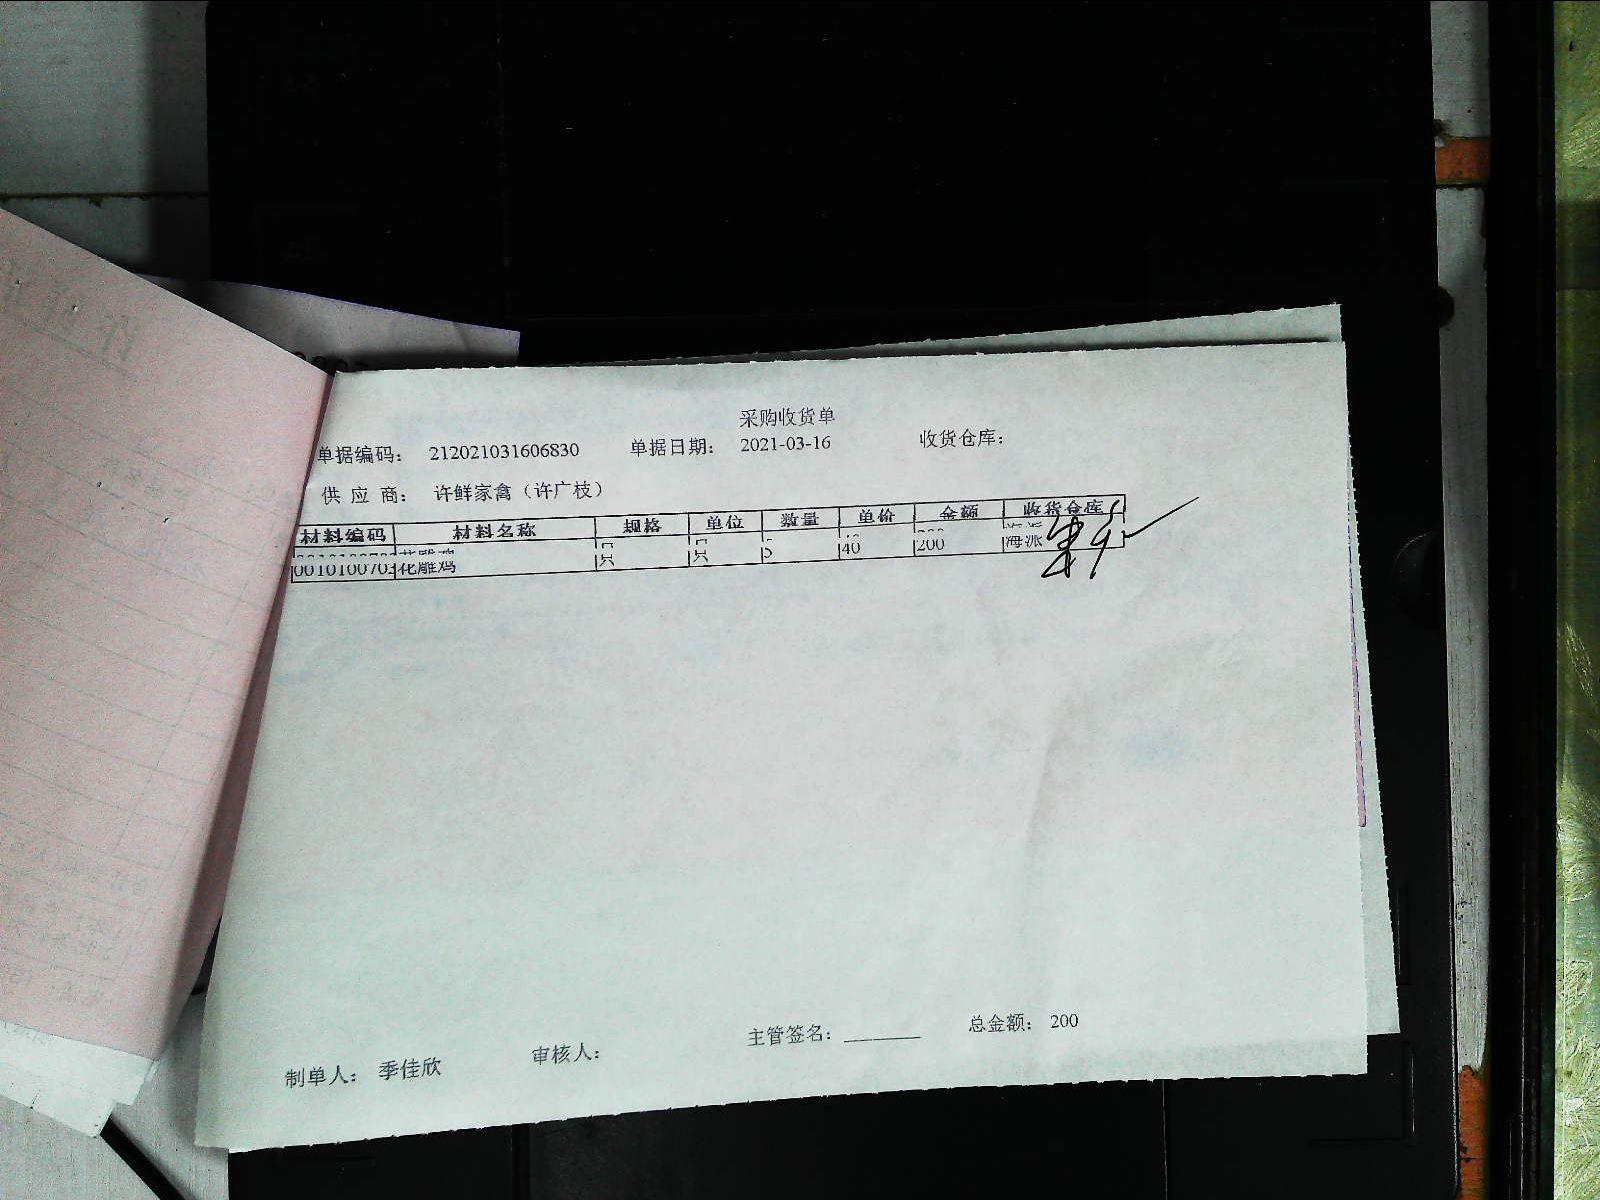 采购收货单
单据编码： 212021031606830 单据日期： 2021-03-16 收货仓库：
供 应 商： 许鲜家禽（许广枝）
材料编码 材料名称 规格 单位 数量 单价 金额 收货仓库
0010100703 花雕鸡 只 只 5 40 200 海派
主管签名：________ 总金额： 200
制单人： 季佳欣 审核人：